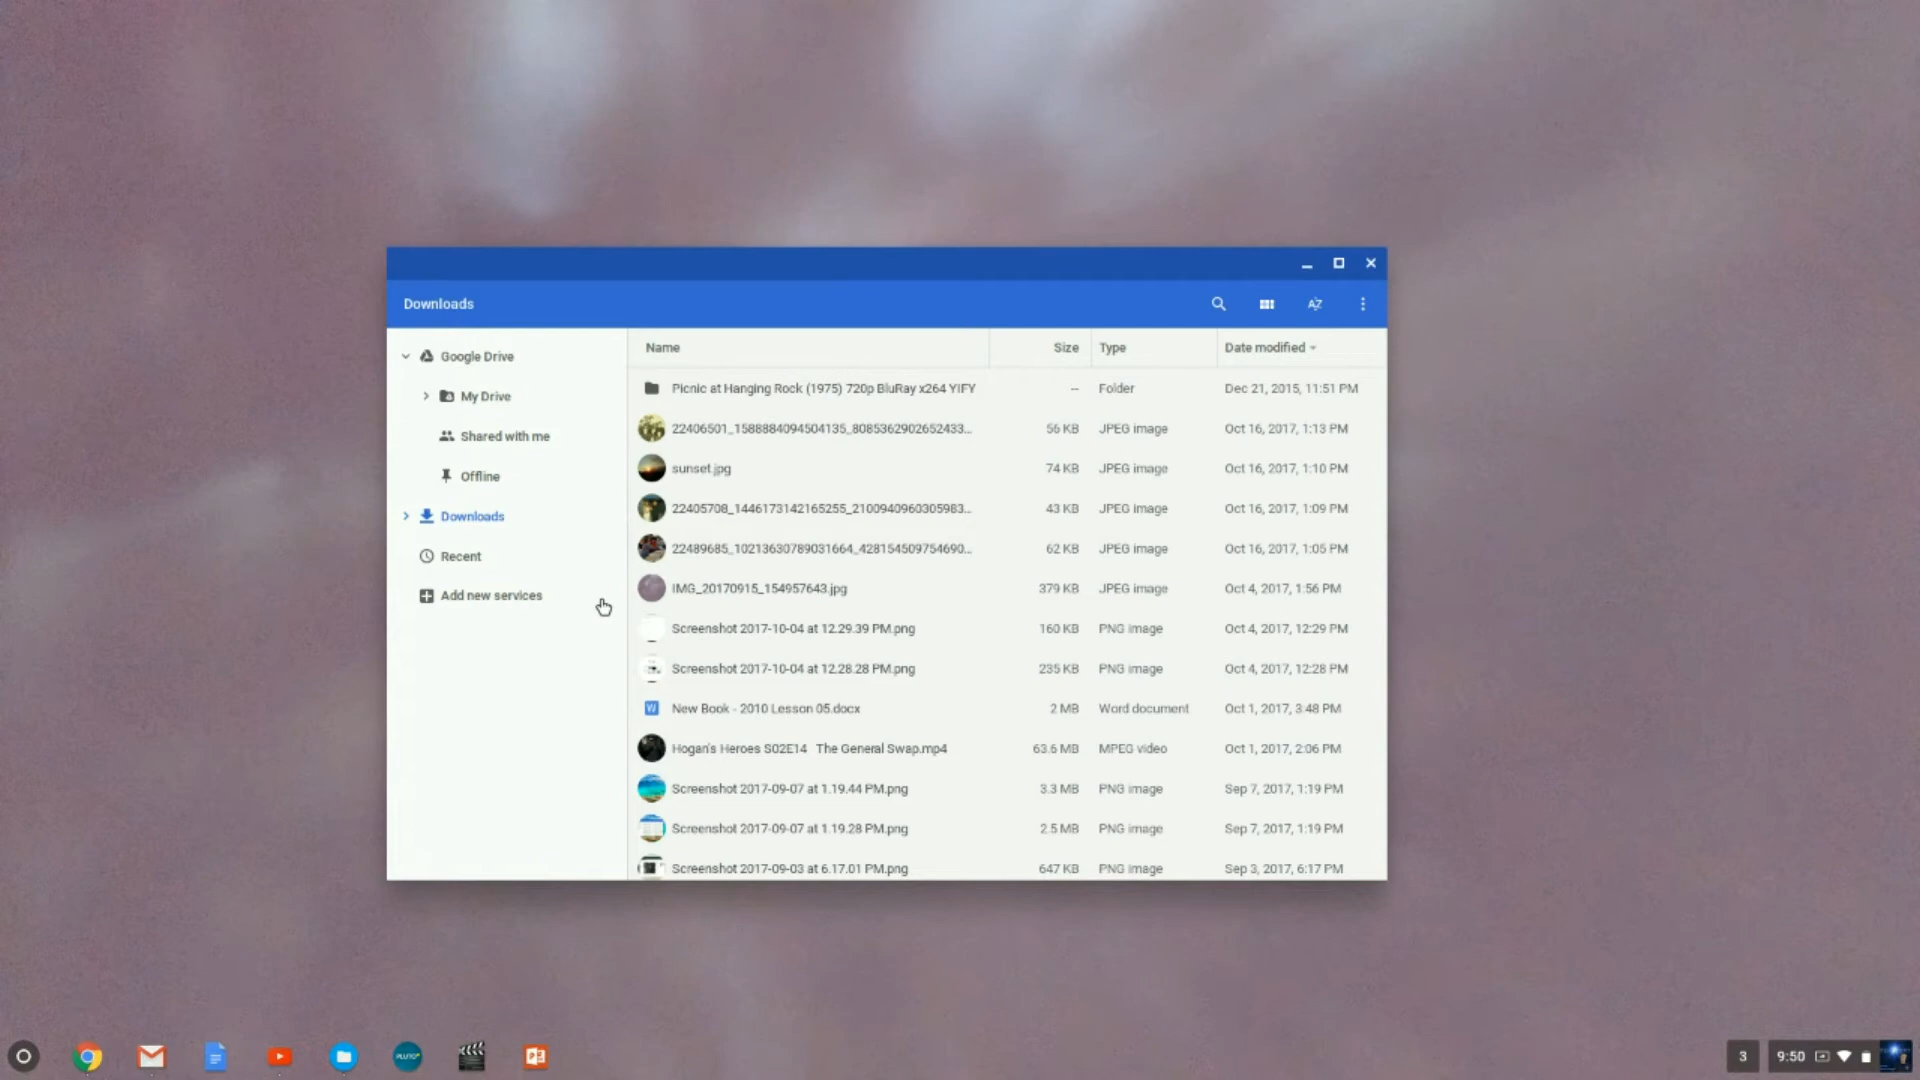 Downloads
Google Drive
My Drive
Shared with me
Offline
Downloads
Recent
Add new services
Name Size Type Date modified
Picnic at Hanging Rock (1975) 720p BluRay x264 YIFY -- Folder Dec 21, 2015, 11:51 PM
22406501_1588884094504135_8085362902652433... 56 KB JPEG image Oct 16, 2017, 1:13 PM
sunset.jpg 74 KB JPEG image Oct 16, 2017, 1:10 PM
22405708_1446173142165255_2100940960305983... 43 KB JPEG image Oct 16, 2017, 1:09 PM
22489685_10213630789031664_428154509754690... 62 KB JPEG image Oct 16, 2017, 1:05 PM
IMG_20170915_154957643.jpg 379 KB JPEG image Oct 4, 2017, 1:56 PM
Screenshot 2017-10-04 at 12.29.39 PM.png 160 KB PNG image Oct 4, 2017, 12:29 PM
Screenshot 2017-10-04 at 12.28.28 PM.png 235 KB PNG image Oct 4, 2017, 12:28 PM
New Book - 2010 Lesson 05.docx 2 MB Word document Oct 1, 2017, 3:48 PM
Hogan's Heroes S02E14 The General Swap.mp4 63.6 MB MPEG video Oct 1, 2017, 2:06 PM
Screenshot 2017-09-07 at 1.19.44 PM.png 3.3 MB PNG image Sep 7, 2017, 1:19 PM
Screenshot 2017-09-07 at 1.19.28 PM.png 2.5 MB PNG image Sep 7, 2017, 1:19 PM
Screenshot 2017-09-03 at 6.17.01 PM.png 647 KB PNG image Sep 3, 2017, 6:17 PM
3 9:50